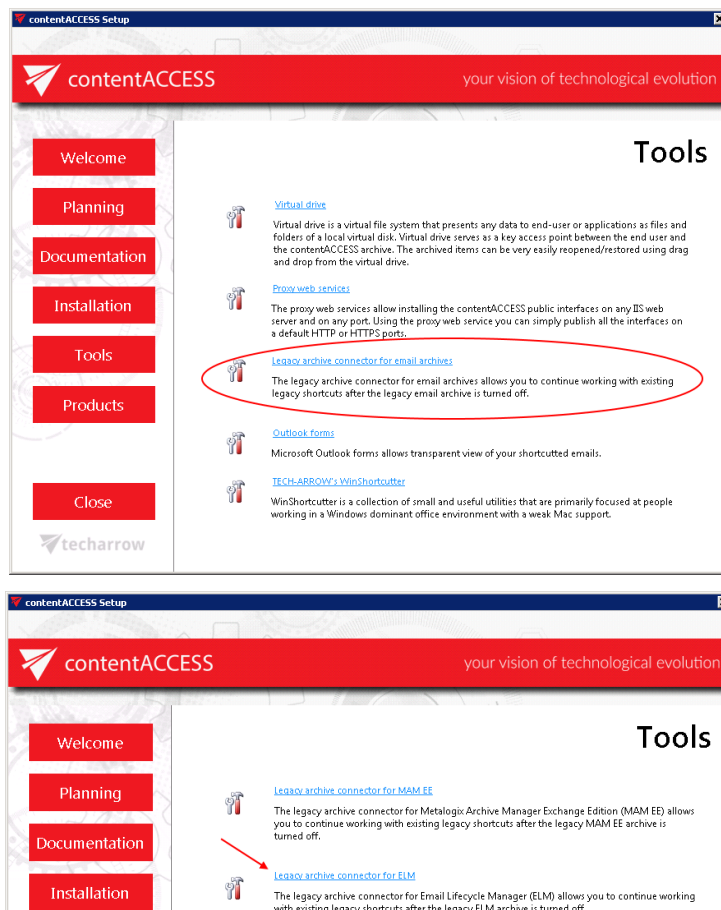 contentACCESS Setup
contentACCESS
your vision of technological evolution
Tools
Welcome
Planning
Documentation
Installation
Tools
Products
Close
techarrow
Virtual drive
Virtual drive is a virtual file system that presents any data to end-user or applications as files and
folders of a local virtual disk. Virtual drive serves as a key access point between the end user and
the contentACCESS archive. The archived items can be very easily reopened/restored using drag
and drop from the virtual drive.
Proxy web services
The proxy web services allow installing the contentACCESS public interfaces on any IIS web
server and on any port. Using the proxy web service you can simply publish all the interfaces on
a default HTTP or HTTPS ports.
Legacy archive connector for email archives
The legacy archive connector for email archives allows you to continue working with existing
legacy shortcuts after the legacy email archive is turned off.
Outlook forms
Microsoft Outlook forms allows transparent view of your shortcutted emails.
TECH-ARROW's WinShortcutter
WinShortcutter is a collection of small and useful utilities that are primarily focused at people
working in a Windows dominant office environment with a weak Mac support.
contentACCESS Setup
contentACCESS
your vision of technological evolution
Tools
Welcome
Planning
Documentation
Installation
Legacy archive connector for MAM EE
The legacy archive connector for Metalogix Archive Manager Exchange Edition (MAM EE) allows
you to continue working with existing legacy shortcuts after the legacy MAM EE archive is
turned off.
Legacy archive connector for ELM
The legacy archive connector for Email Lifecycle Manager (ELM) allows you to continue working
with existing legacy shortcuts after the legacy ELM archive is turned off.